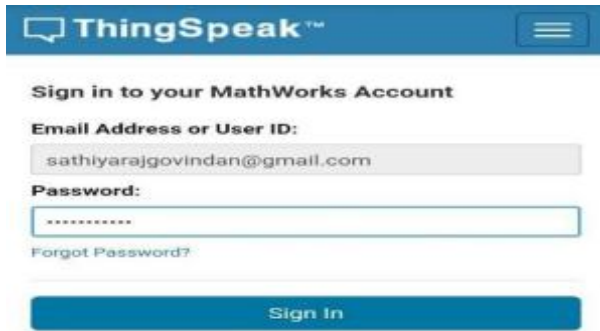 ThingSpeak™
Sign in to your MathWorks Account
Email Address or User ID:
sathiyarajgovindan@gmail.com
Password:
•••••••••••
Forgot Password?
Sign In